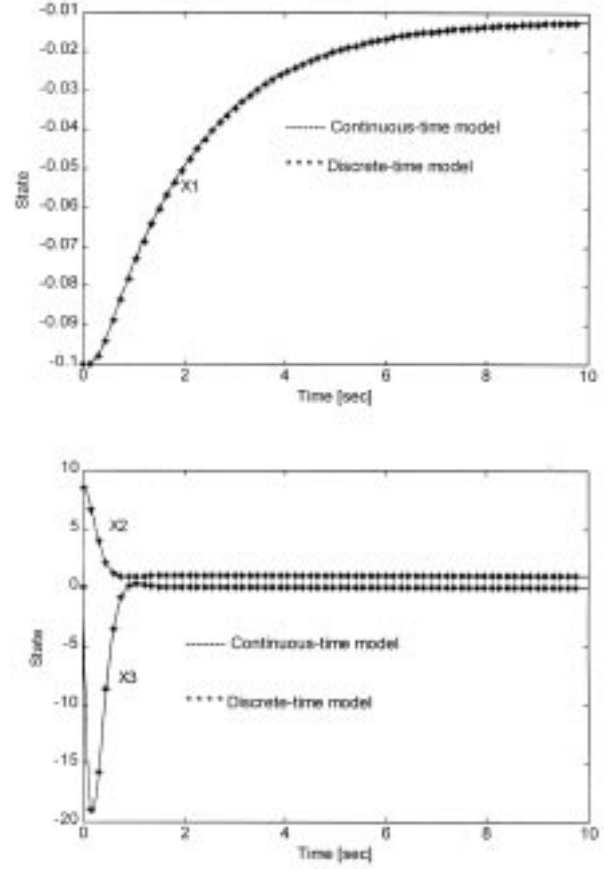 -0.01
-0.02
-0.03
-0.04
-0.05
-0.06
-0.07
-0.08
-0.09
-0.1
State
Continuous-time model
Discrete-time model
X1
0 2 4 6 8 10
Time [sec]
10
5
0
-5
-10
-15
-20
State
X2
X3
Continuous-time model
Discrete-time model
0 2 4 6 8 10
Time [sec]